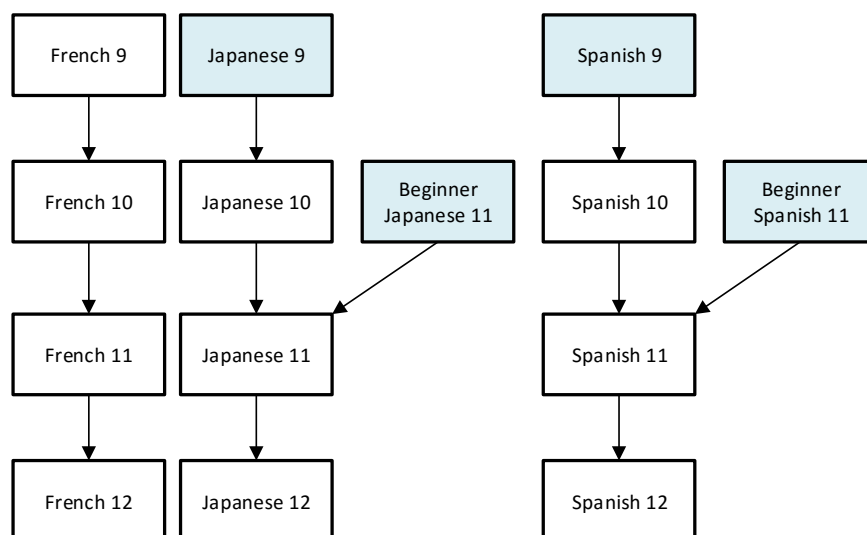 French 9
Japanese 9
Spanish 9
French 10
Japanese 10
Beginner
Japanese 11
Spanish 10
Beginner
Spanish 11
French 11
Japanese 11
Spanish 11
French 12
Japanese 12
Spanish 12